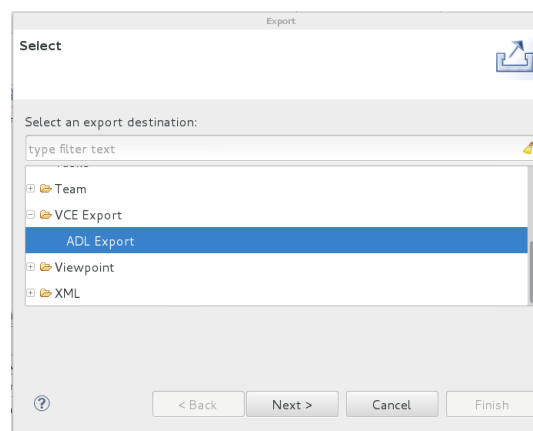 Export
Select
Select an export destination:
type filter text
Team
VCE Export
ADL Export
Viewpoint
XML
< Back
Next >
Cancel
Finish